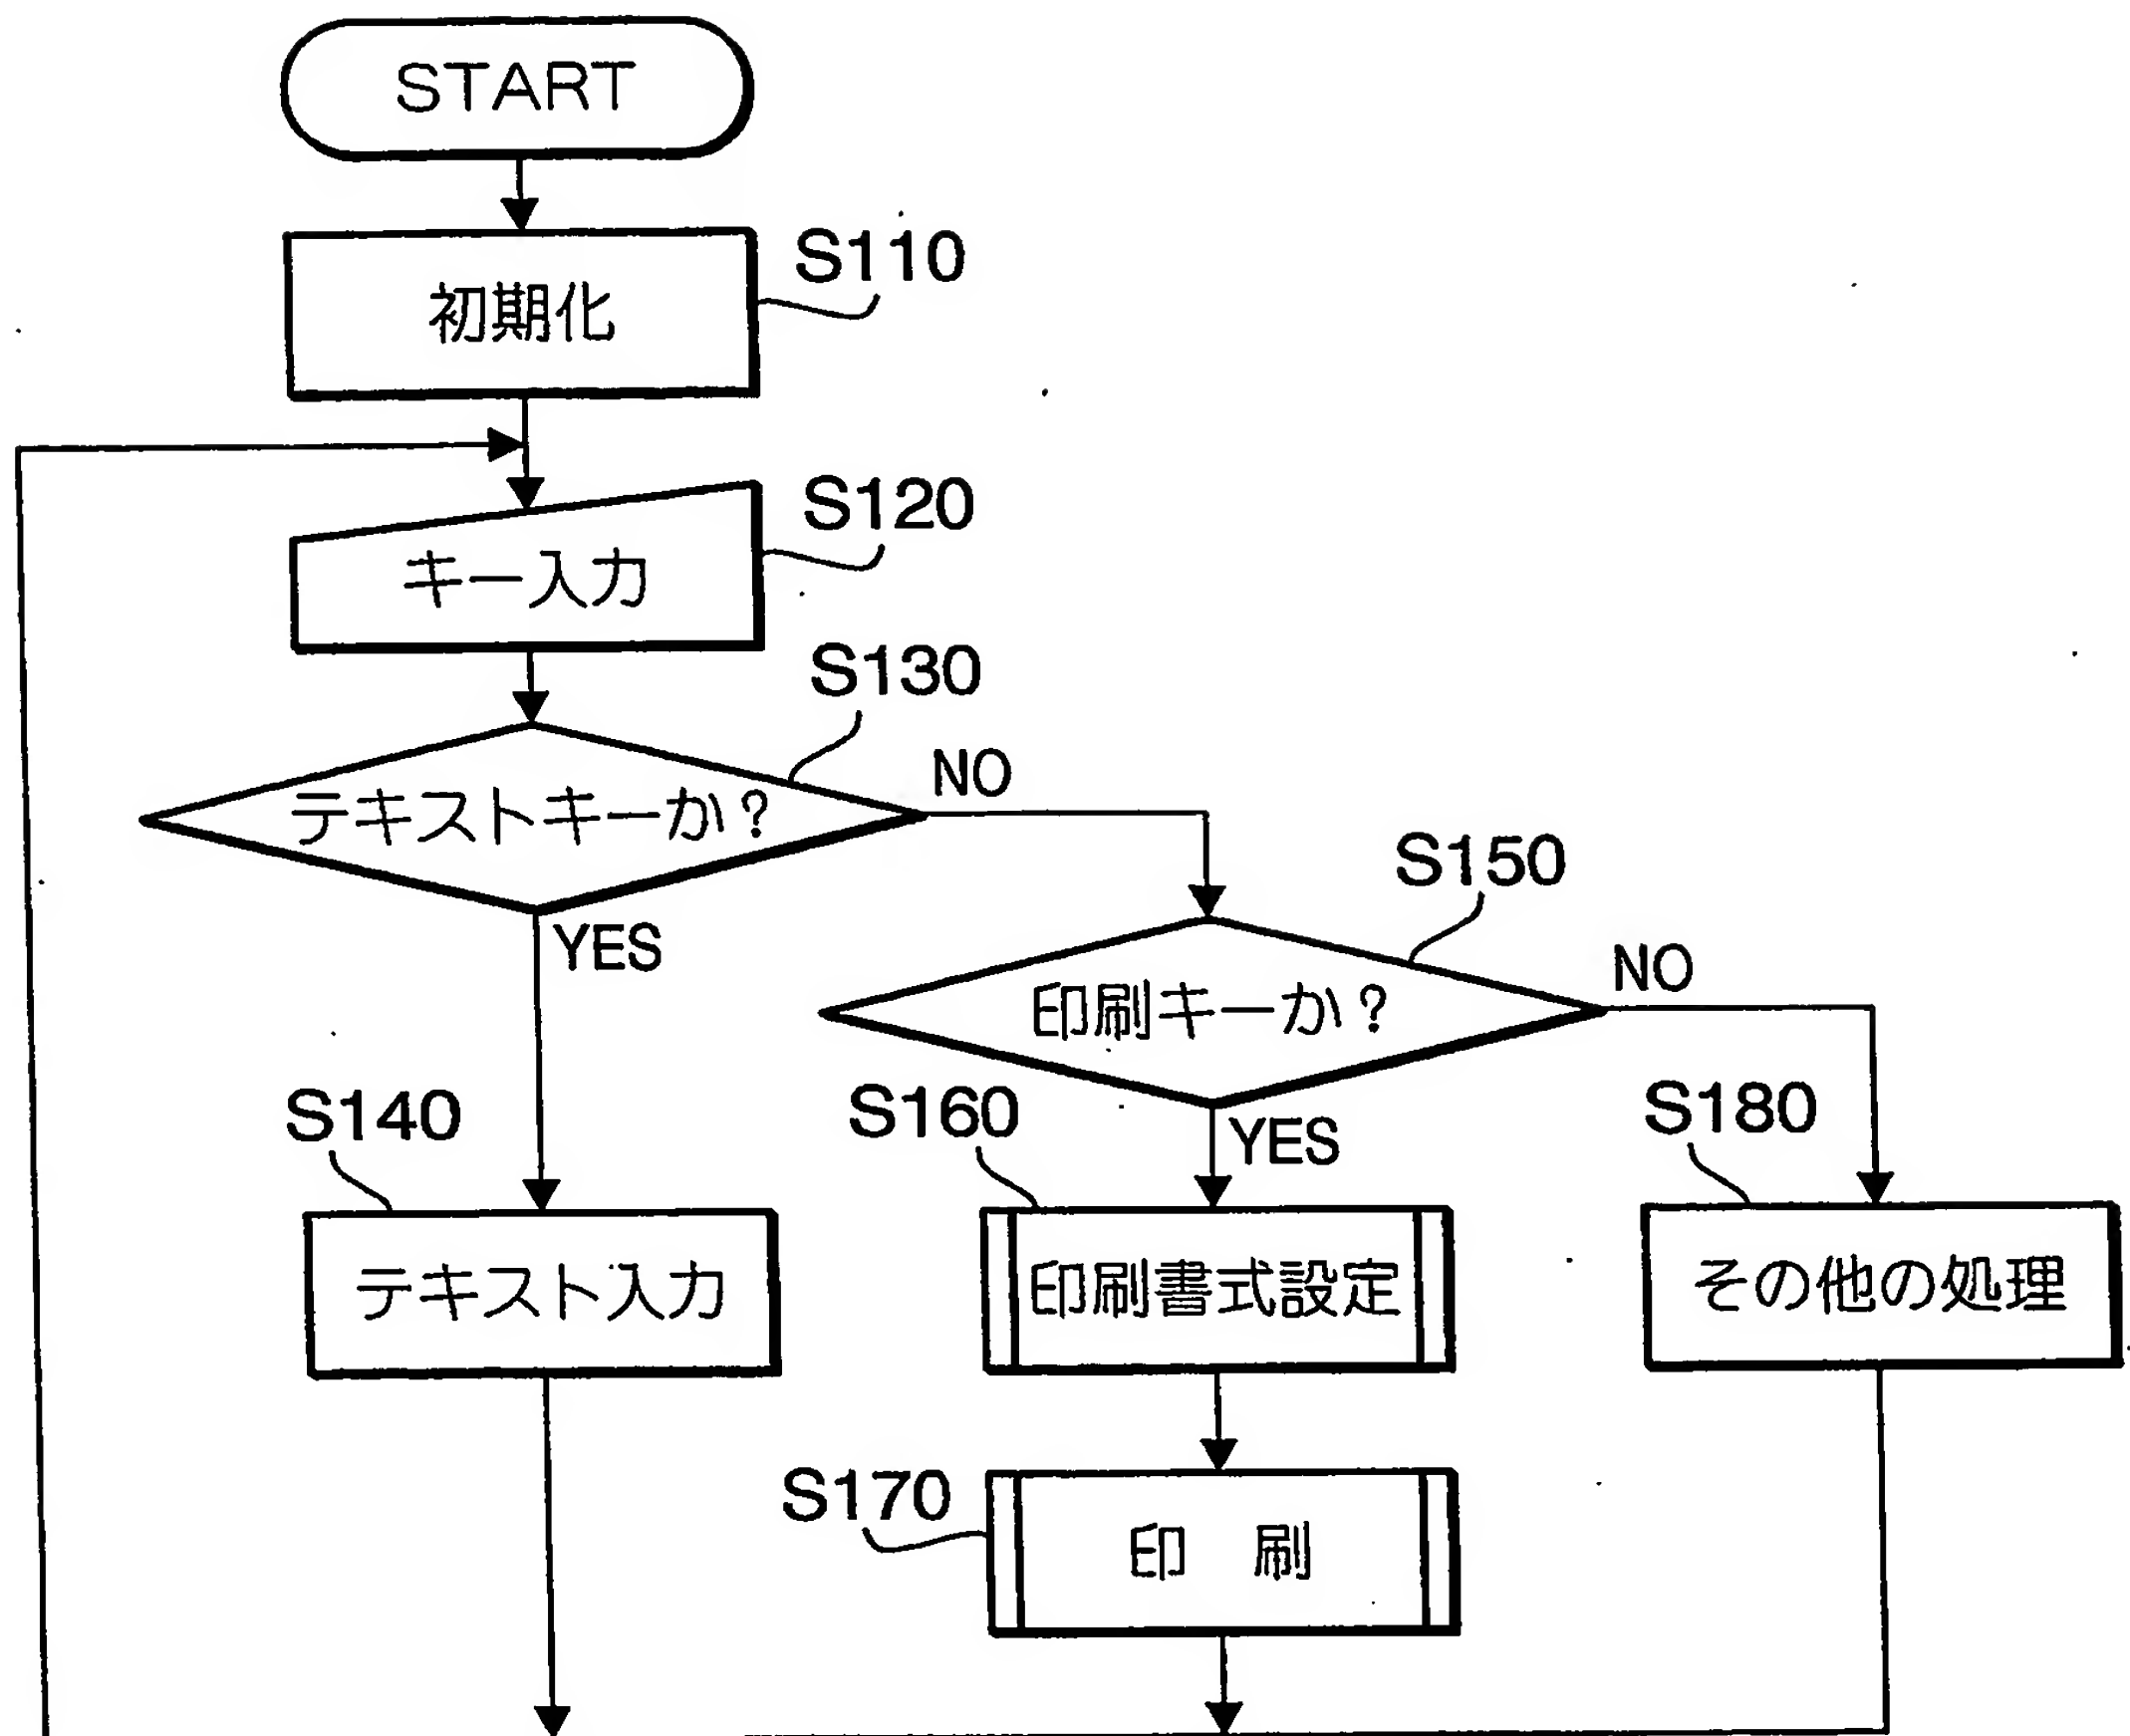 START
S110
初期化
S120
キー入力
S130
テキストキーか?
NO
YES
S150
印刷キーか?
NO
YES
S140
テキスト入力
S160
印刷書式設定
S180
その他の処理
S170
印 刷